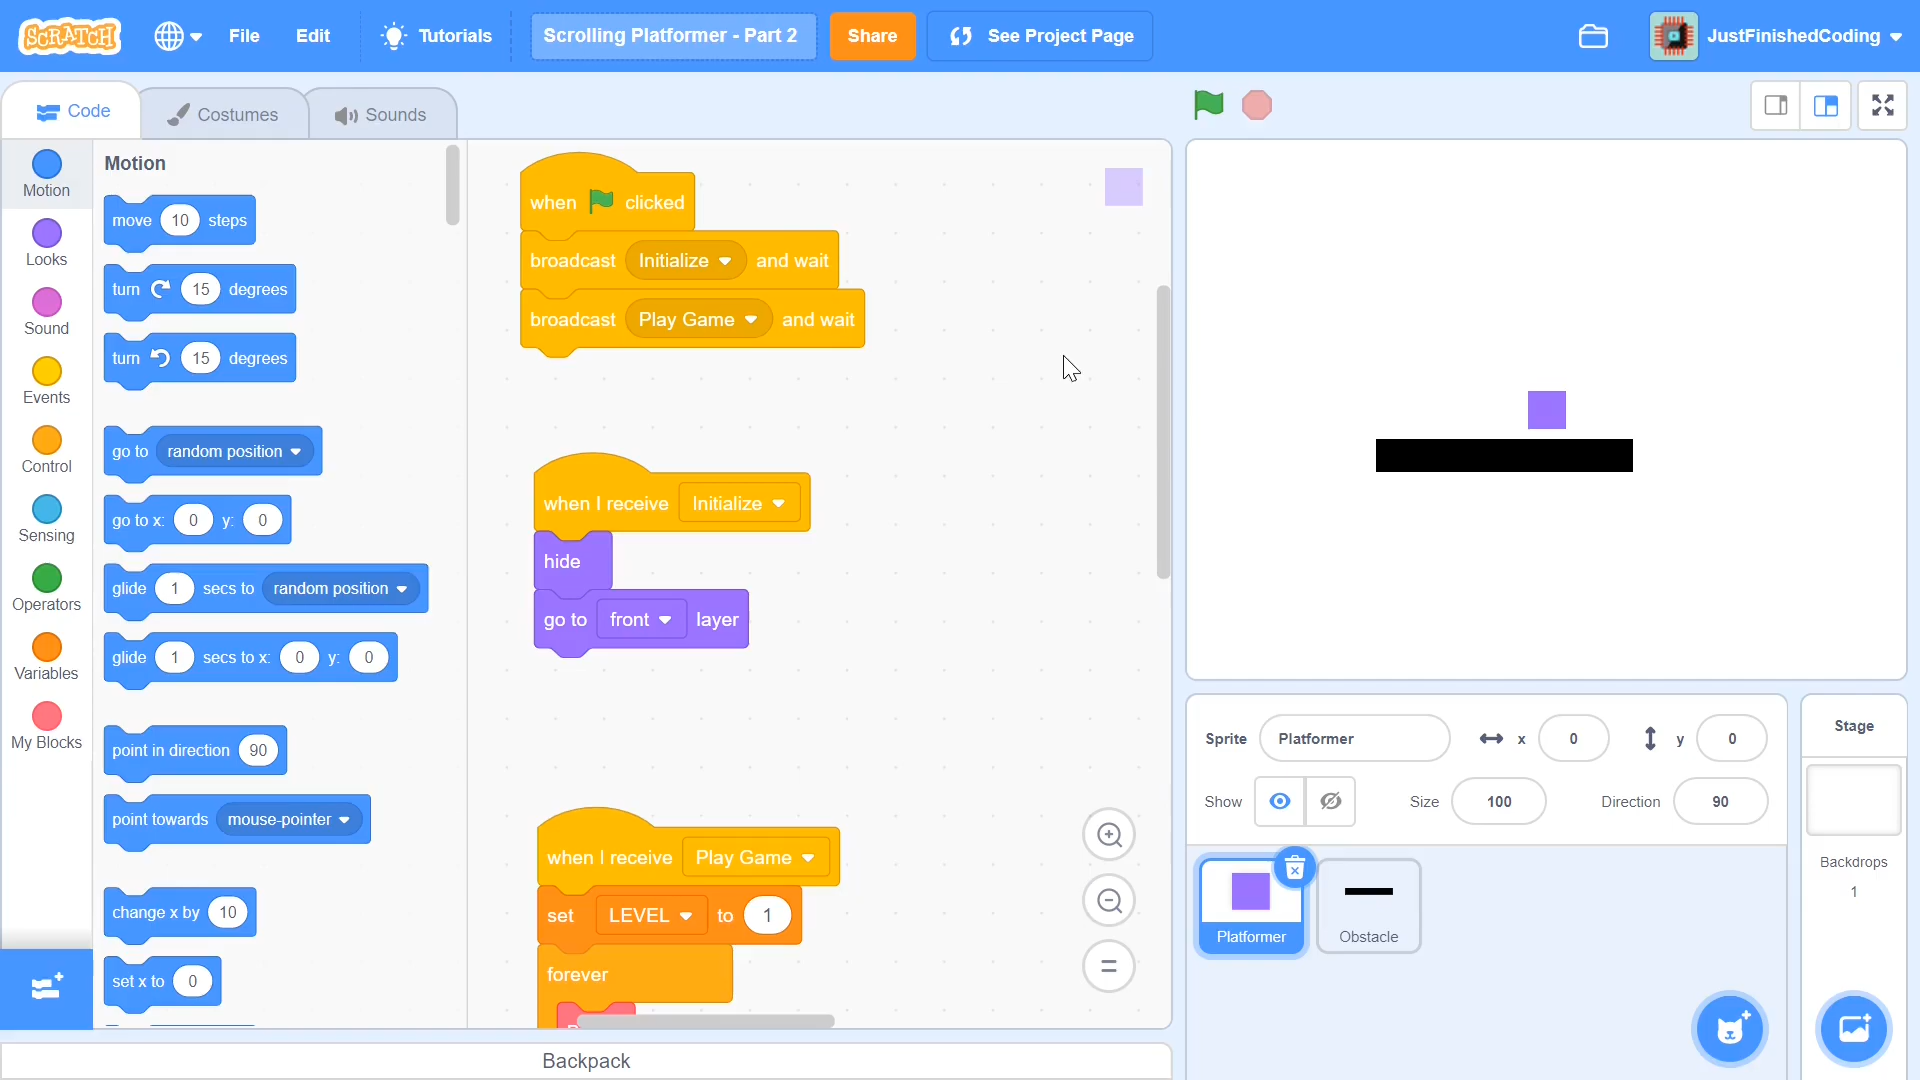 SCRATCH
File
Edit
Tutorials
Scrolling Platformer - Part 2
Share
See Project Page
JustFinishedCoding
Code
Costumes
Sounds
Motion
Looks
Sound
Events
Control
Sensing
Operators
Variables
My Blocks
Motion
move 10 steps
turn 15 degrees
turn 15 degrees
go to random position
go to x: 0 y: 0
glide 1 secs to random position
glide 1 secs to x: 0 y: 0
point in direction 90
point towards mouse-pointer
change x by 10
set x to 0
when clicked
broadcast Initialize and wait
broadcast Play Game and wait
when I receive Initialize
hide
go to front layer
when I receive Play Game
set LEVEL to 1
forever
Backpack
Sprite Platformer x 0 y 0
Show Size 100 Direction 90
Platformer
Obstacle
Stage
Backdrops
1